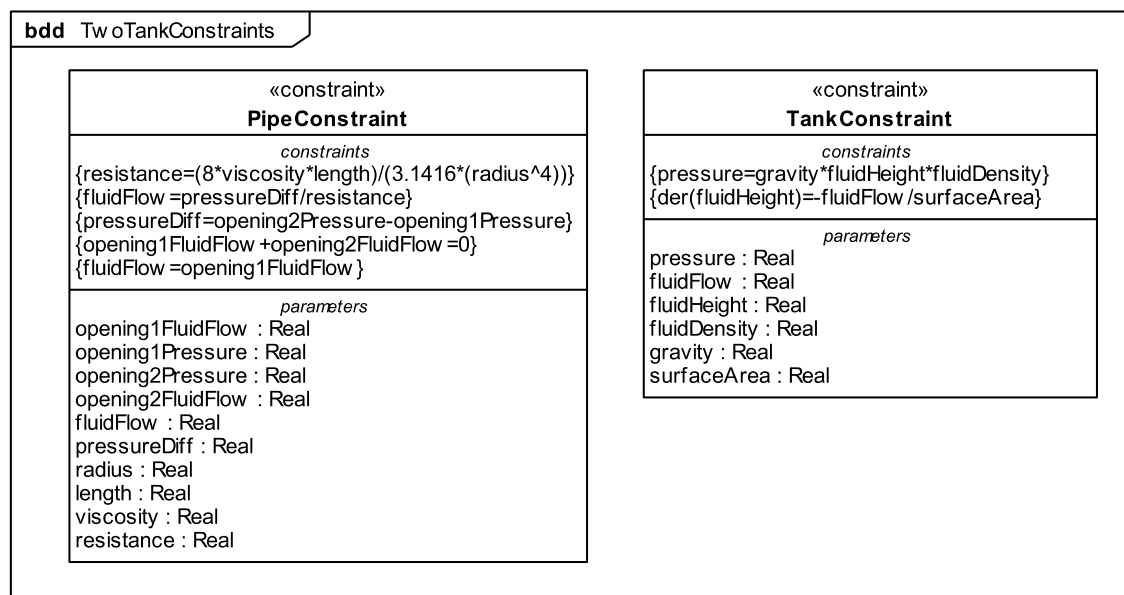 bdd TwoTankConstraints
«constraint»
PipeConstraint
constraints
{resistance=(8*viscosity*length)/(3.1416*(radius^4))}
{fluidFlow=pressureDiff/resistance}
{pressureDiff=opening2Pressure-opening1Pressure}
{opening1FluidFlow+opening2FluidFlow=0}
{fluidFlow=opening1FluidFlow}
parameters
opening1FluidFlow : Real
opening1Pressure : Real
opening2Pressure : Real
opening2FluidFlow : Real
fluidFlow : Real
pressureDiff : Real
radius : Real
length : Real
viscosity : Real
resistance : Real
«constraint»
TankConstraint
constraints
{pressure=gravity*fluidHeight*fluidDensity}
{der(fluidHeight)=-fluidFlow/surfaceArea}
parameters
pressure : Real
fluidFlow : Real
fluidHeight : Real
fluidDensity : Real
gravity : Real
surfaceArea : Real